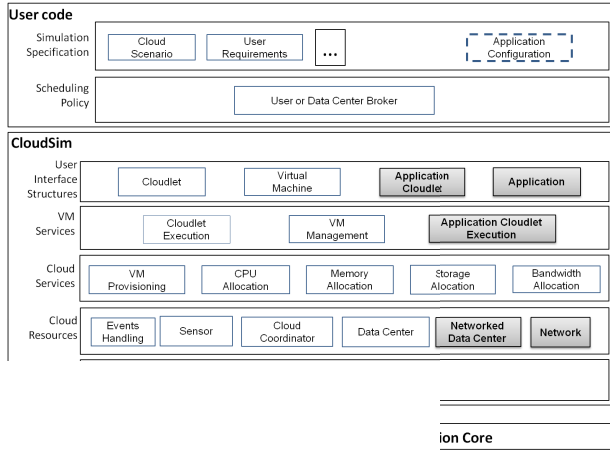 User code
Simulation
Specification
Cloud
Scenario
User
Requirements
...
Application
Configuration
Scheduling
Policy
User or Data Center Broker
CloudSim
User
Interface
Structures
Cloudlet
Virtual
Machine
Application
Cloudlet
Application
VM
Services
Cloudlet
Execution
VM
Management
Application Cloudlet
Execution
Cloud
Services
VM
Provisioning
CPU
Allocation
Memory
Allocation
Storage
Alocation
Bandwidth
Allocation
Cloud
Resources
Events
Handling
Sensor
Cloud
Coordinator
Data Center
Networked
Data Center
Network
ion Core